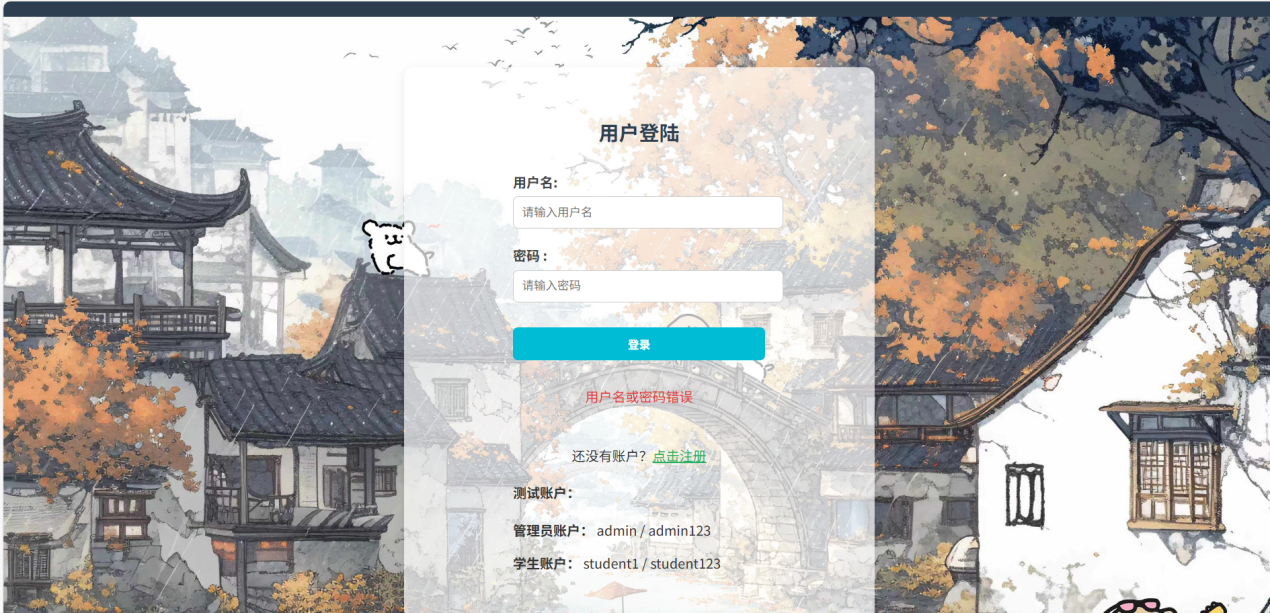 用户登陆
用户名:
请输入用户名
密码 :
请输入密码
登录
用户名或密码错误
还没有账户？点击注册
测试账户：
管理员账户： admin / admin123
学生账户： student1 / student123